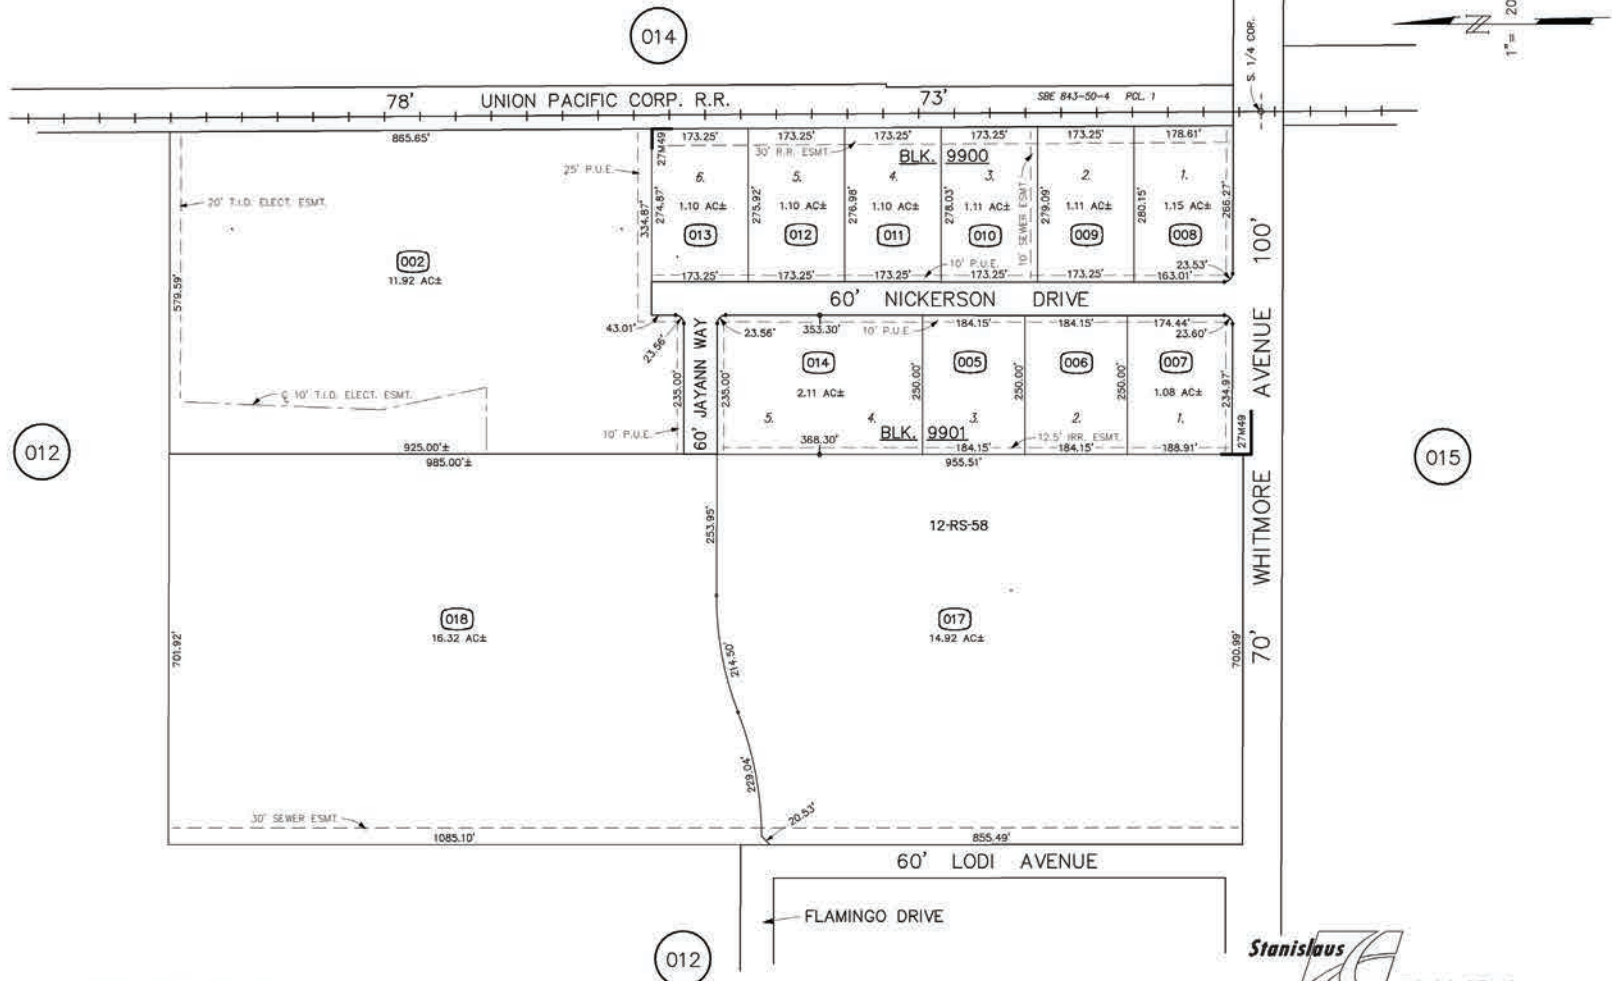 014
S. 1/4 COR.
N
1"= 20
78' UNION PACIFIC CORP. R.R. 73' SBE 843-50-4 PCL. 1
865.65' 173.25' 173.25' 173.25' 173.25' 173.25' 178.61'
27M49
30' R.R. ESMT.
BLK. 9900
25' P.U.E.
6. 5. 4. 3. 2. 1.
20' T.I.D. ELECT. ESMT.
334.87' 274.87' 275.92' 276.98' 278.03' 10' SEWER ESMT. 279.09' 280.15' 266.27'
1.10 AC± 1.10 AC± 1.10 AC± 1.11 AC± 1.11 AC± 1.15 AC±
013 012 011 010 009 008
100'
002
11.92 AC±
579.59'
10' P.U.E.
23.53'
173.25' 173.25' 173.25' 173.25' 173.25' 163.01'
60' NICKERSON DRIVE
43.01' 23.56' 23.56' 353.30' 10' P.U.E. 184.15' 184.15' 174.44' 23.60'
60' JAYANN WAY
235.00' 235.00' 250.00' 250.00' 250.00' 234.97'
014 005 006 007
2.11 AC± 1.08 AC±
AVENUE
℄ 10' T.I.D. ELECT. ESMT.
5. 4. 3. 2. 1.
10' P.U.E.
368.30' BLK. 9901 12.5' IRR. ESMT.
27M49
184.15' 184.15' 188.91'
925.00'±
985.00'± 955.51'
012
015
253.95'
12-RS-58
WHITMORE
018
16.32 AC±
017
14.92 AC±
701.92' 214.50' 700.99' 70'
229.04'
20.53'
30' SEWER ESMT.
1085.10' 855.49'
60' LODI AVENUE
FLAMINGO DRIVE
012
Stanislaus